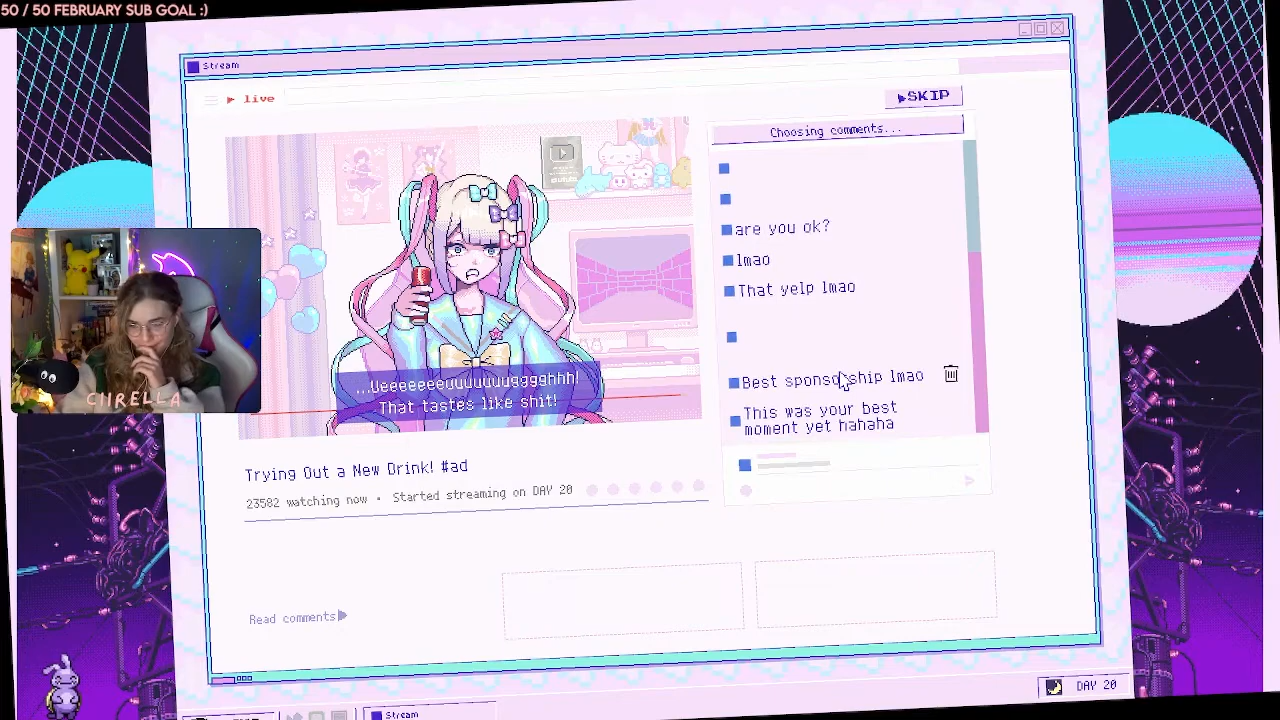 50 / 50 FEBRUARY SUB GOAL :)
Stream
live
SKIP
Choosing comments...
are you ok?
lmao
That yelp lmao
Best sponsorship lmao
This was your best
moment yet hahaha
...Ueeeeeeeuuuuuuugggghhh!
That tastes like shit!
CIIRELLA
Trying Out a New Drink! #ad
23582 watching now • Started streaming on DAY 20
Read comments
DAY 20
Stream